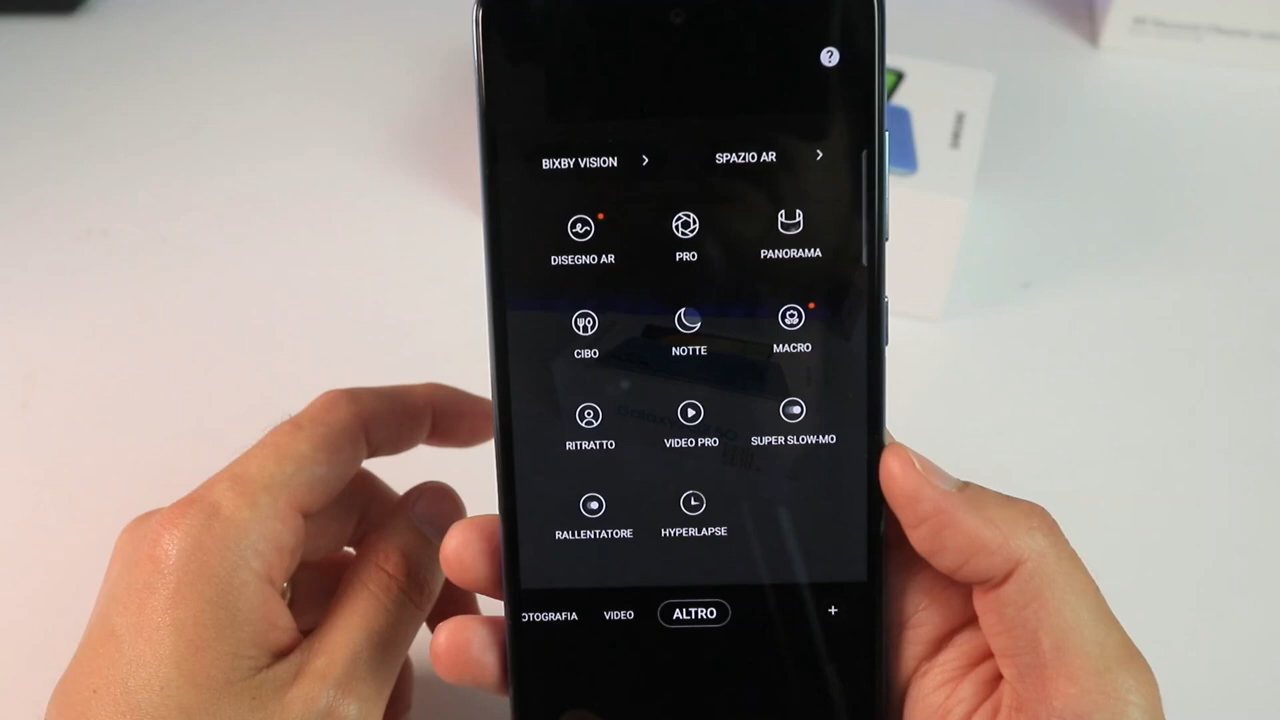 ?
BIXBY VISION
SPAZIO AR
DISEGNO AR
PRO
PANORAMA
CIBO
NOTTE
MACRO
RITRATTO
VIDEO PRO
SUPER SLOW-MO
RALLENTATORE
HYPERLAPSE
OTOGRAFIA
VIDEO
ALTRO
+
SAMSUNG